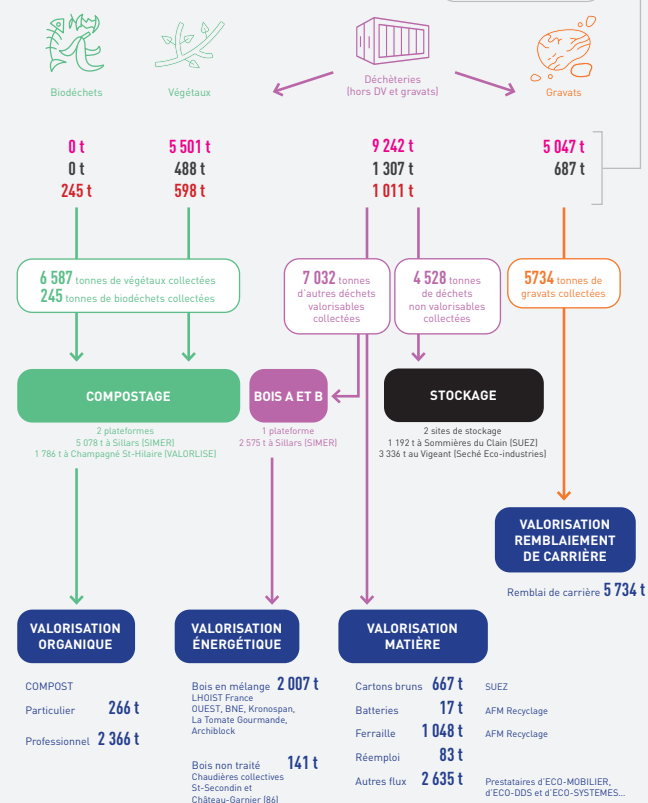 Biodéchets
Végétaux
Déchèteries
(hors DV et gravats)
Gravats
0 t
0 t
245 t
5 501 t
488 t
598 t
9 242 t
1 307 t
1 011 t
5 047 t
687 t
6 587 tonnes de végétaux collectées
245 tonnes de biodéchets collectées
7 032 tonnes
d'autres déchets
valorisables
collectées
4 528 tonnes
de déchets
non valorisables
collectées
5734 tonnes de
gravats collectées
COMPOSTAGE
2 plateformes
5 078 t à Sillars (SIMER)
1 786 t à Champagné St-Hilaire (VALORLISE)
BOIS A ET B
1 plateforme
2 575 t à Sillars (SIMER)
STOCKAGE
2 sites de stockage
1 192 t à Sommières du Clain (SUEZ)
3 336 t au Vigeant (Seché Eco-industries)
VALORISATION
REMBLAIEMENT
DE CARRIÈRE
Remblai de carrière 5 734 t
VALORISATION
ORGANIQUE
COMPOST
Particulier 266 t
Professionnel 2 366 t
VALORISATION
ÉNERGÉTIQUE
Bois en mélange 2 007 t
LHOIST France
OUEST, BNE, Kronospan,
La Tomate Gourmande,
Archiblock
Bois non traité 141 t
Chaudières collectives
St-Secondin et
Château-Garnier (86)
VALORISATION
MATIÈRE
Cartons bruns 667 t SUEZ
Batteries 17 t AFM Recyclage
Ferraille 1 048 t AFM Recyclage
Réemploi 83 t
Autres flux 2 635 t Prestataires d'ECO-MOBILIER,
d'ECO-DDS et d'ECO-SYSTEMES...